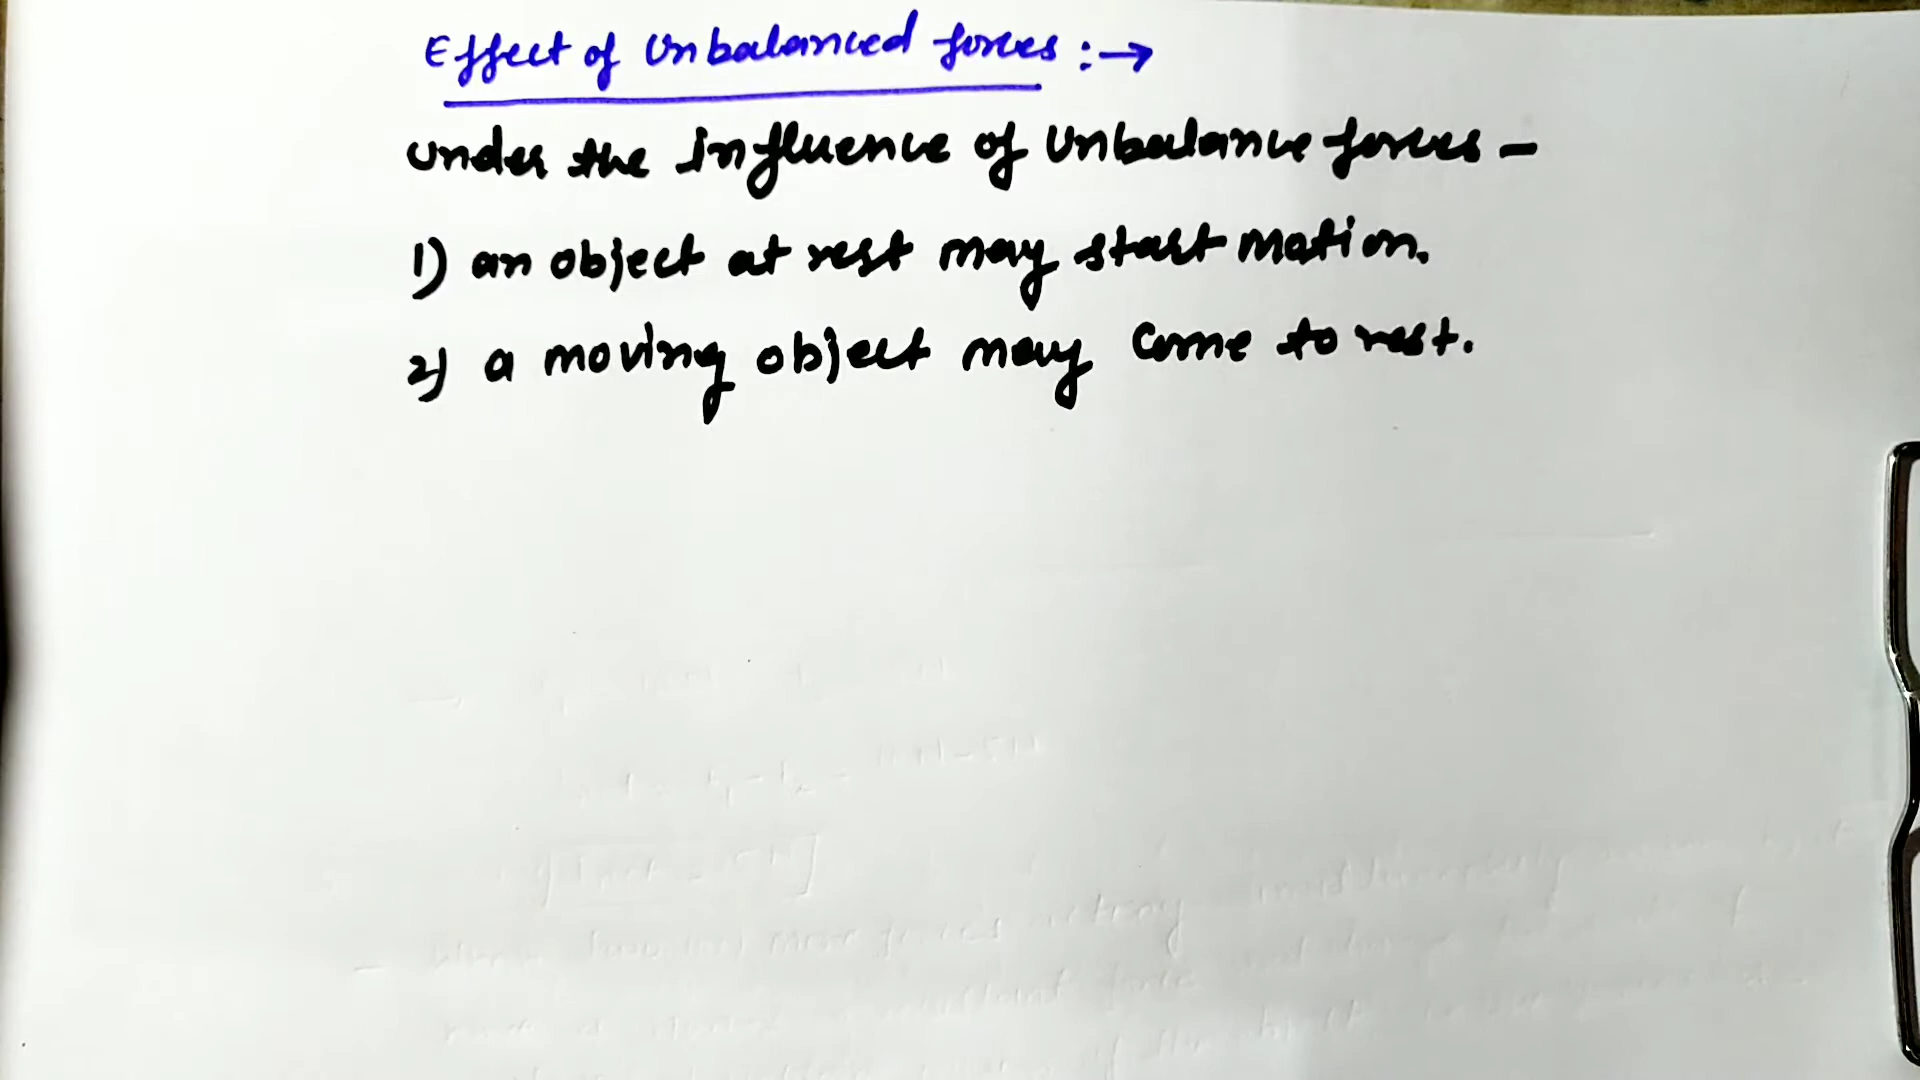 Effect of Unbalanced forces :→
under the influence of Unbalance forces –
1) an object at rest may start motion.
2) a moving object may come to rest.